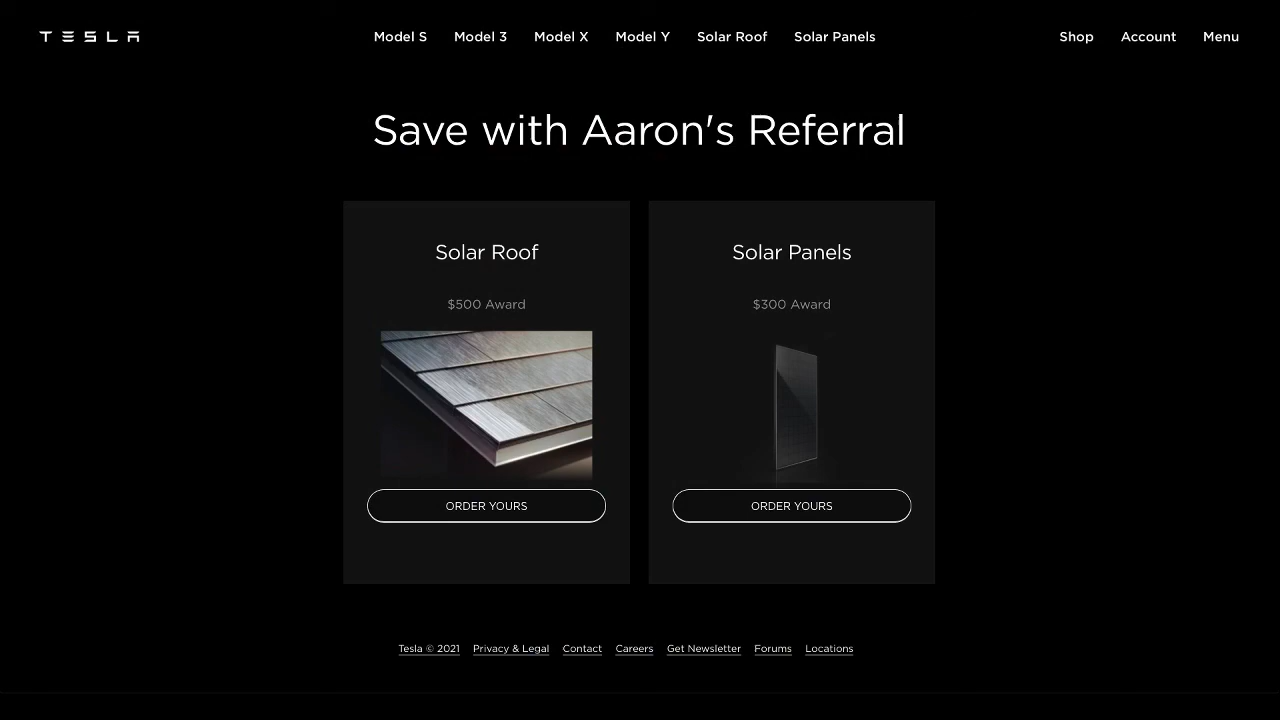 TESLA Model S Model 3 Model X Model Y Solar Roof Solar Panels Shop Account Menu
Save with Aaron's Referral
Solar Roof
$500 Award
ORDER YOURS
Solar Panels
$300 Award
ORDER YOURS
Tesla © 2021 Privacy & Legal Contact Careers Get Newsletter Forums Locations